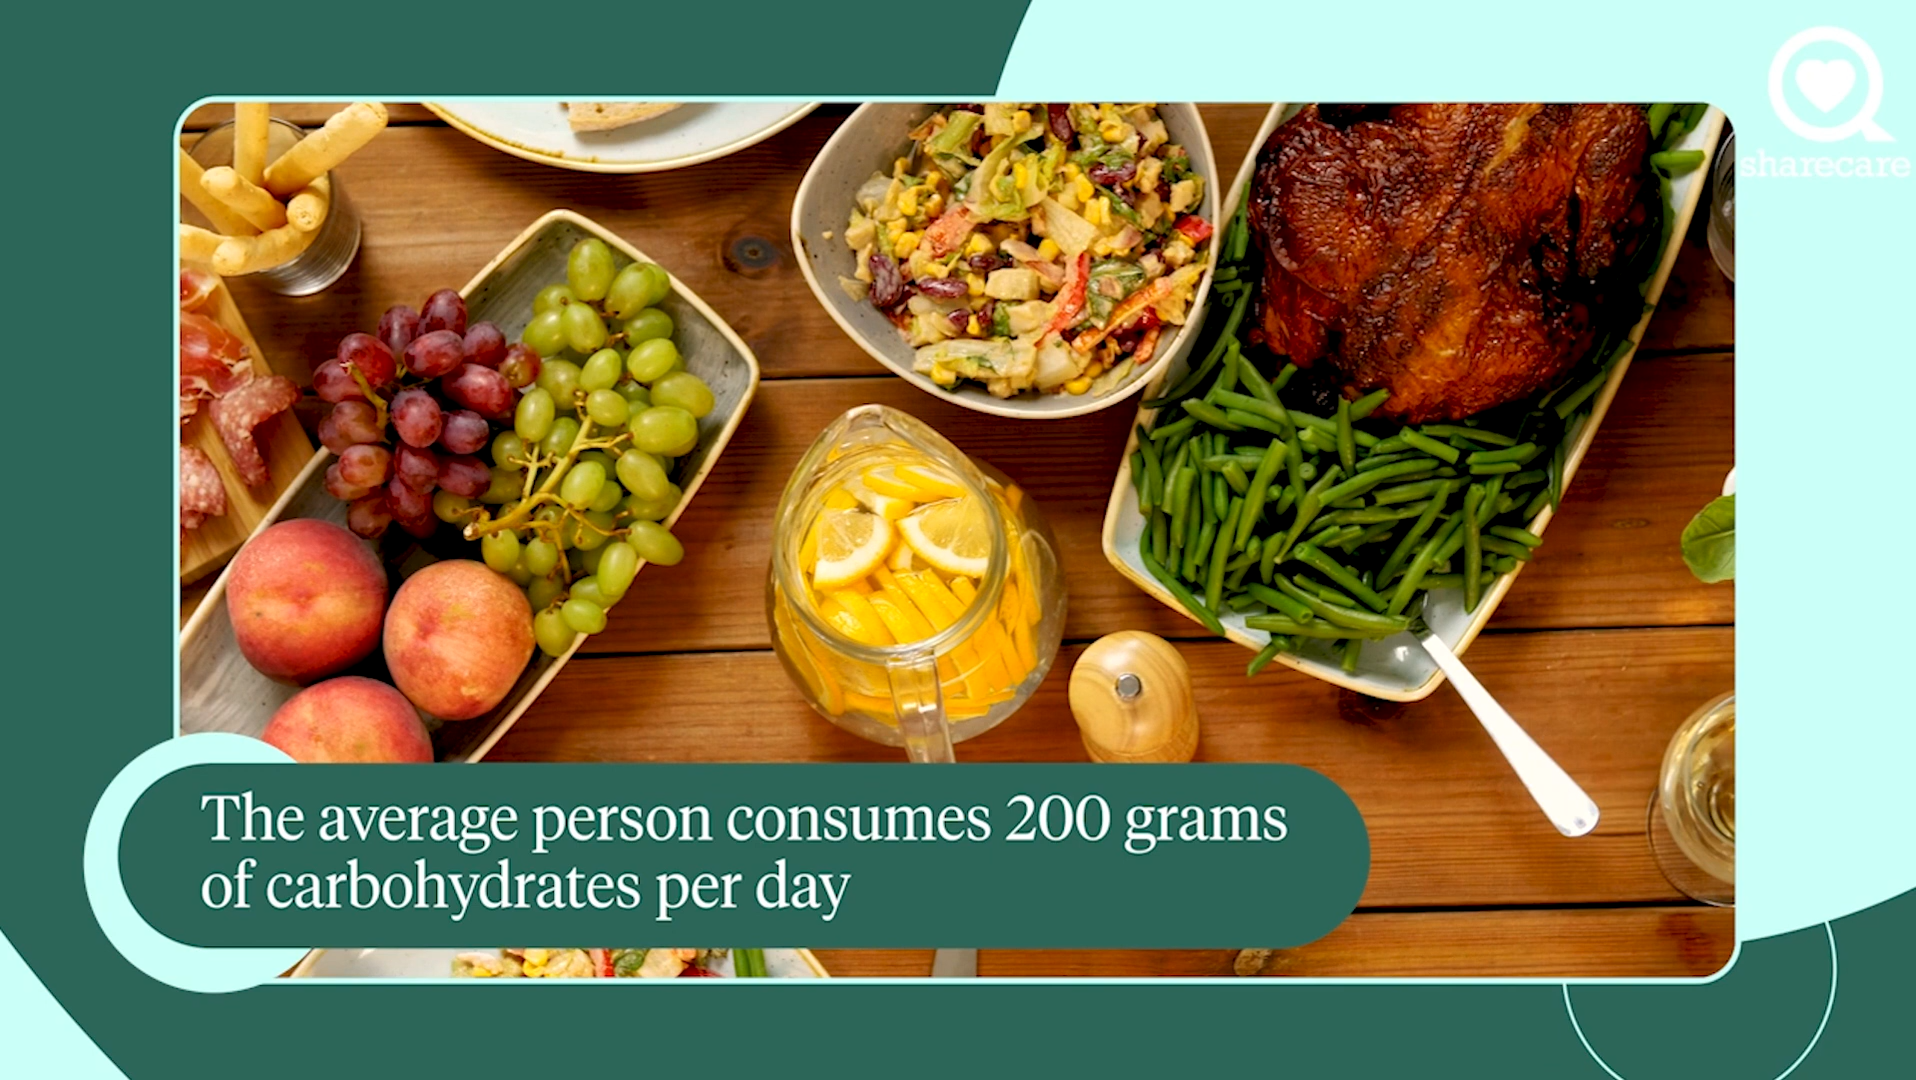 sharecare
The average person consumes 200 grams
of carbohydrates per day